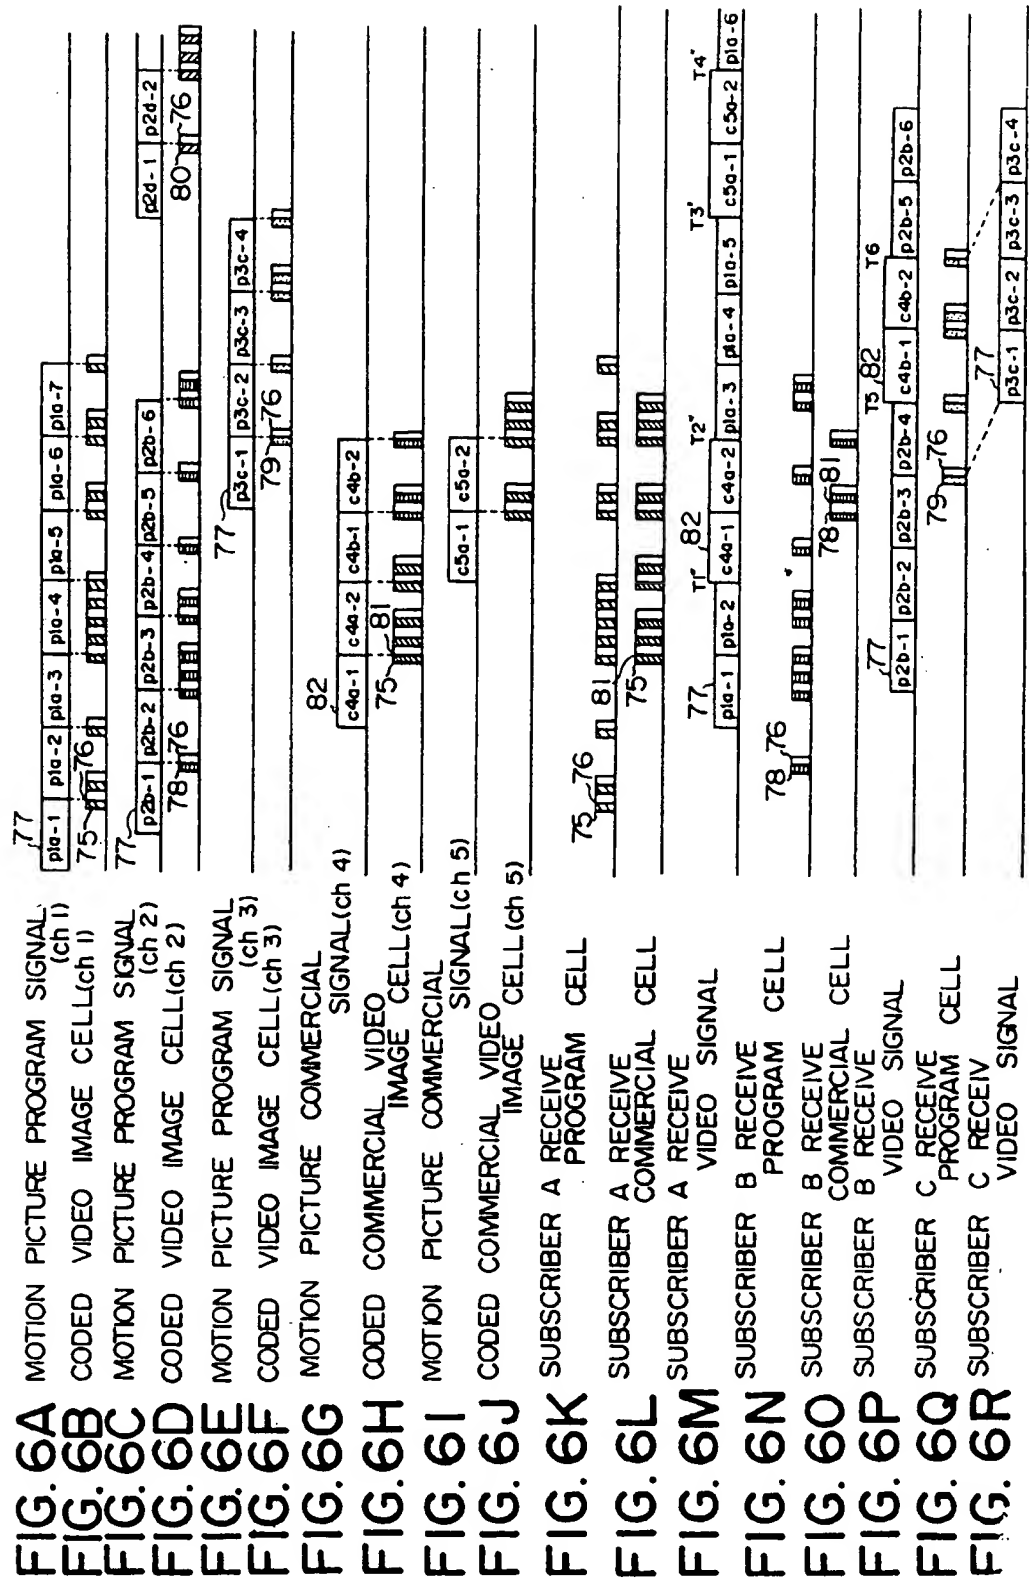 FIG. 6A MOTION PICTURE PROGRAM SIGNAL (ch 1)
77
p1a-1 p1a-2 p1a-3 p1a-4 p1a-5 p1a-6 p1a-7
FIG. 6B CODED VIDEO IMAGE CELL(ch 1)
75 76
FIG. 6C MOTION PICTURE PROGRAM SIGNAL (ch 2)
77
p2b-1 p2b-2 p2b-3 p2b-4 p2b-5 p2b-6 p2d-1 p2d-2
FIG. 6D CODED VIDEO IMAGE CELL(ch 2)
78 76 80 76
FIG. 6E MOTION PICTURE PROGRAM SIGNAL (ch 3)
77
p3c-1 p3c-2 p3c-3 p3c-4
FIG. 6F CODED VIDEO IMAGE CELL(ch 3)
79 76
FIG. 6G MOTION PICTURE COMMERCIAL SIGNAL(ch 4)
82
c4a-1 c4a-2 c4b-1 c4b-2
FIG. 6H CODED COMMERCIAL VIDEO IMAGE CELL(ch 4)
75 81
FIG. 6I MOTION PICTURE COMMERCIAL SIGNAL(ch 5)
c5a-1 c5a-2
FIG. 6J CODED COMMERCIAL VIDEO IMAGE CELL(ch 5)
FIG. 6K SUBSCRIBER A RECEIVE PROGRAM CELL
75 76
FIG. 6L SUBSCRIBER A RECEIVE COMMERCIAL CELL
75 81
FIG. 6M SUBSCRIBER A RECEIVE VIDEO SIGNAL
77 T1" 82 T2" T3" T4"
p1a-1 p1a-2 c4a-1 c4a-2 p1a-3 p1a-4 p1a-5 c5a-1 c5a-2 p1a-6
FIG. 6N SUBSCRIBER B RECEIVE PROGRAM CELL
78 76
FIG. 6O SUBSCRIBER B RECEIVE COMMERCIAL CELL
78 81
FIG. 6P SUBSCRIBER B RECEIVE VIDEO SIGNAL
77 T5 82 T6
p2b-1 p2b-2 p2b-3 p2b-4 c4b-1 c4b-2 p2b-5 p2b-6
FIG. 6Q SUBSCRIBER C RECEIVE PROGRAM CELL
79 76
FIG. 6R SUBSCRIBER C RECEIV VIDEO SIGNAL
77
p3c-1 p3c-2 p3c-3 p3c-4